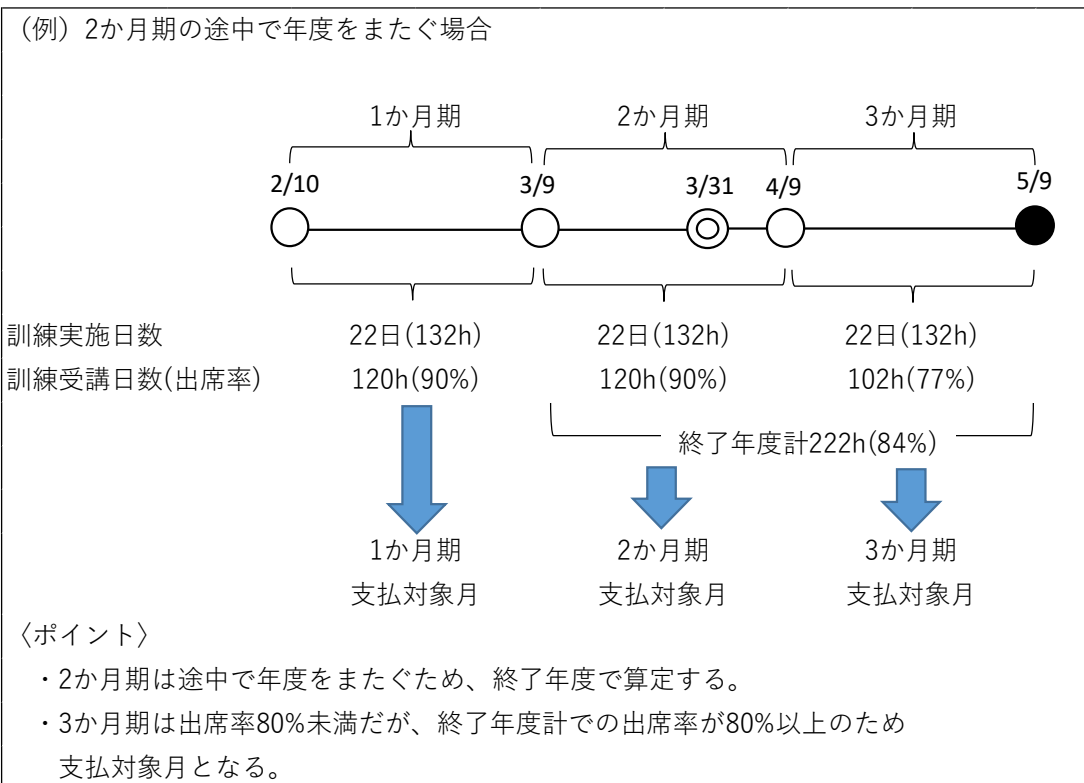 （例）2か月期の途中で年度をまたぐ場合
1か月期 2か月期 3か月期
2/10 3/9 3/31 4/9 5/9
訓練実施日数 22日(132h) 22日(132h) 22日(132h)
訓練受講日数(出席率) 120h(90%) 120h(90%) 102h(77%)
終了年度計222h(84%)
1か月期 2か月期 3か月期
支払対象月 支払対象月 支払対象月
〈ポイント〉
・2か月期は途中で年度をまたぐため、終了年度で算定する。
・3か月期は出席率80%未満だが、終了年度計での出席率が80%以上のため
支払対象月となる。